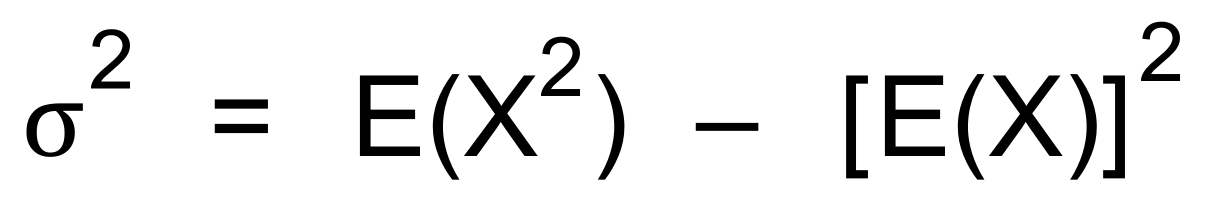 σ² = E(X²) – [E(X)]²